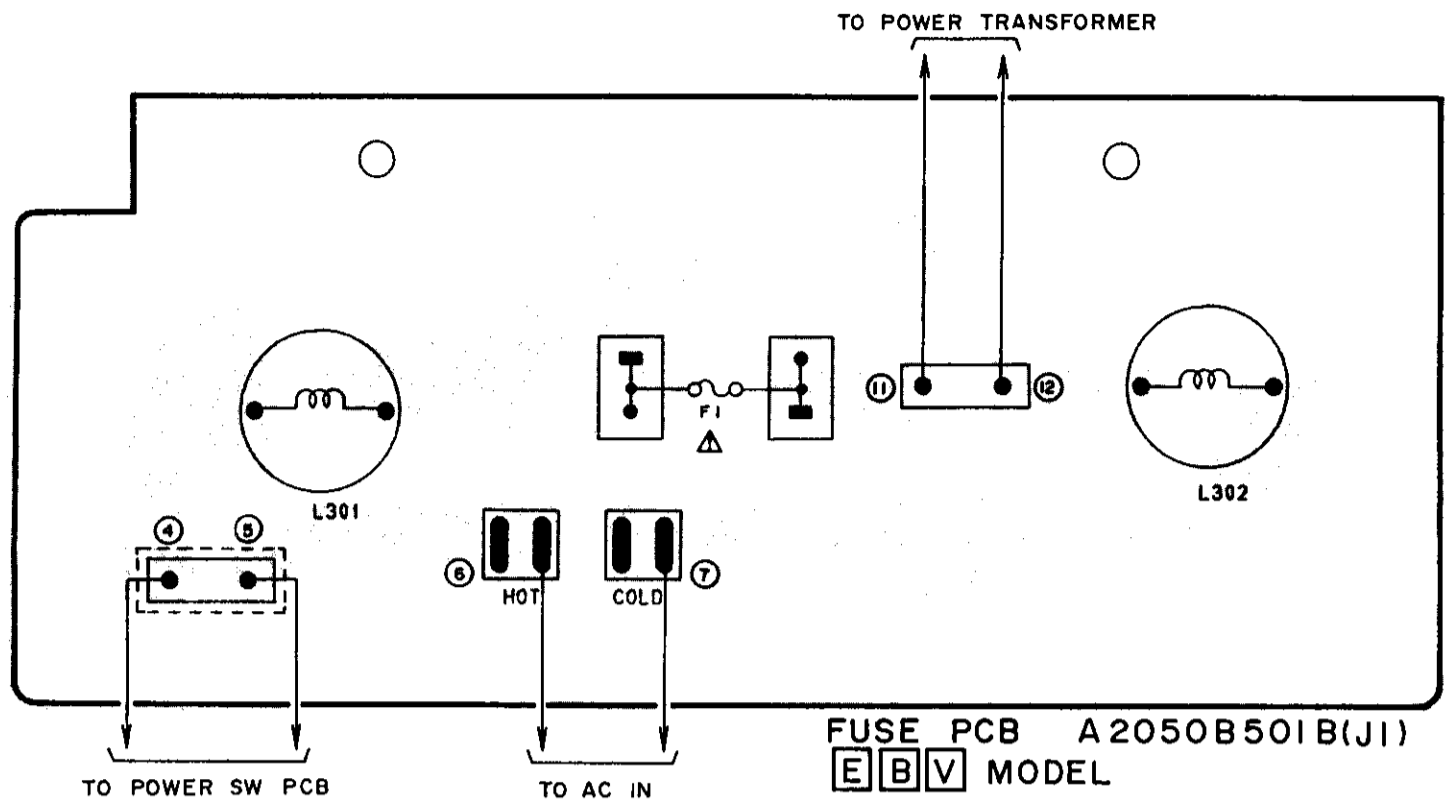 TO POWER TRANSFORMER
F1
11
12
L301
L302
4
5
6
7
HOT
COLD
FUSE PCB A2050B501B(J1)
E B V MODEL
TO POWER SW PCB
TO AC IN